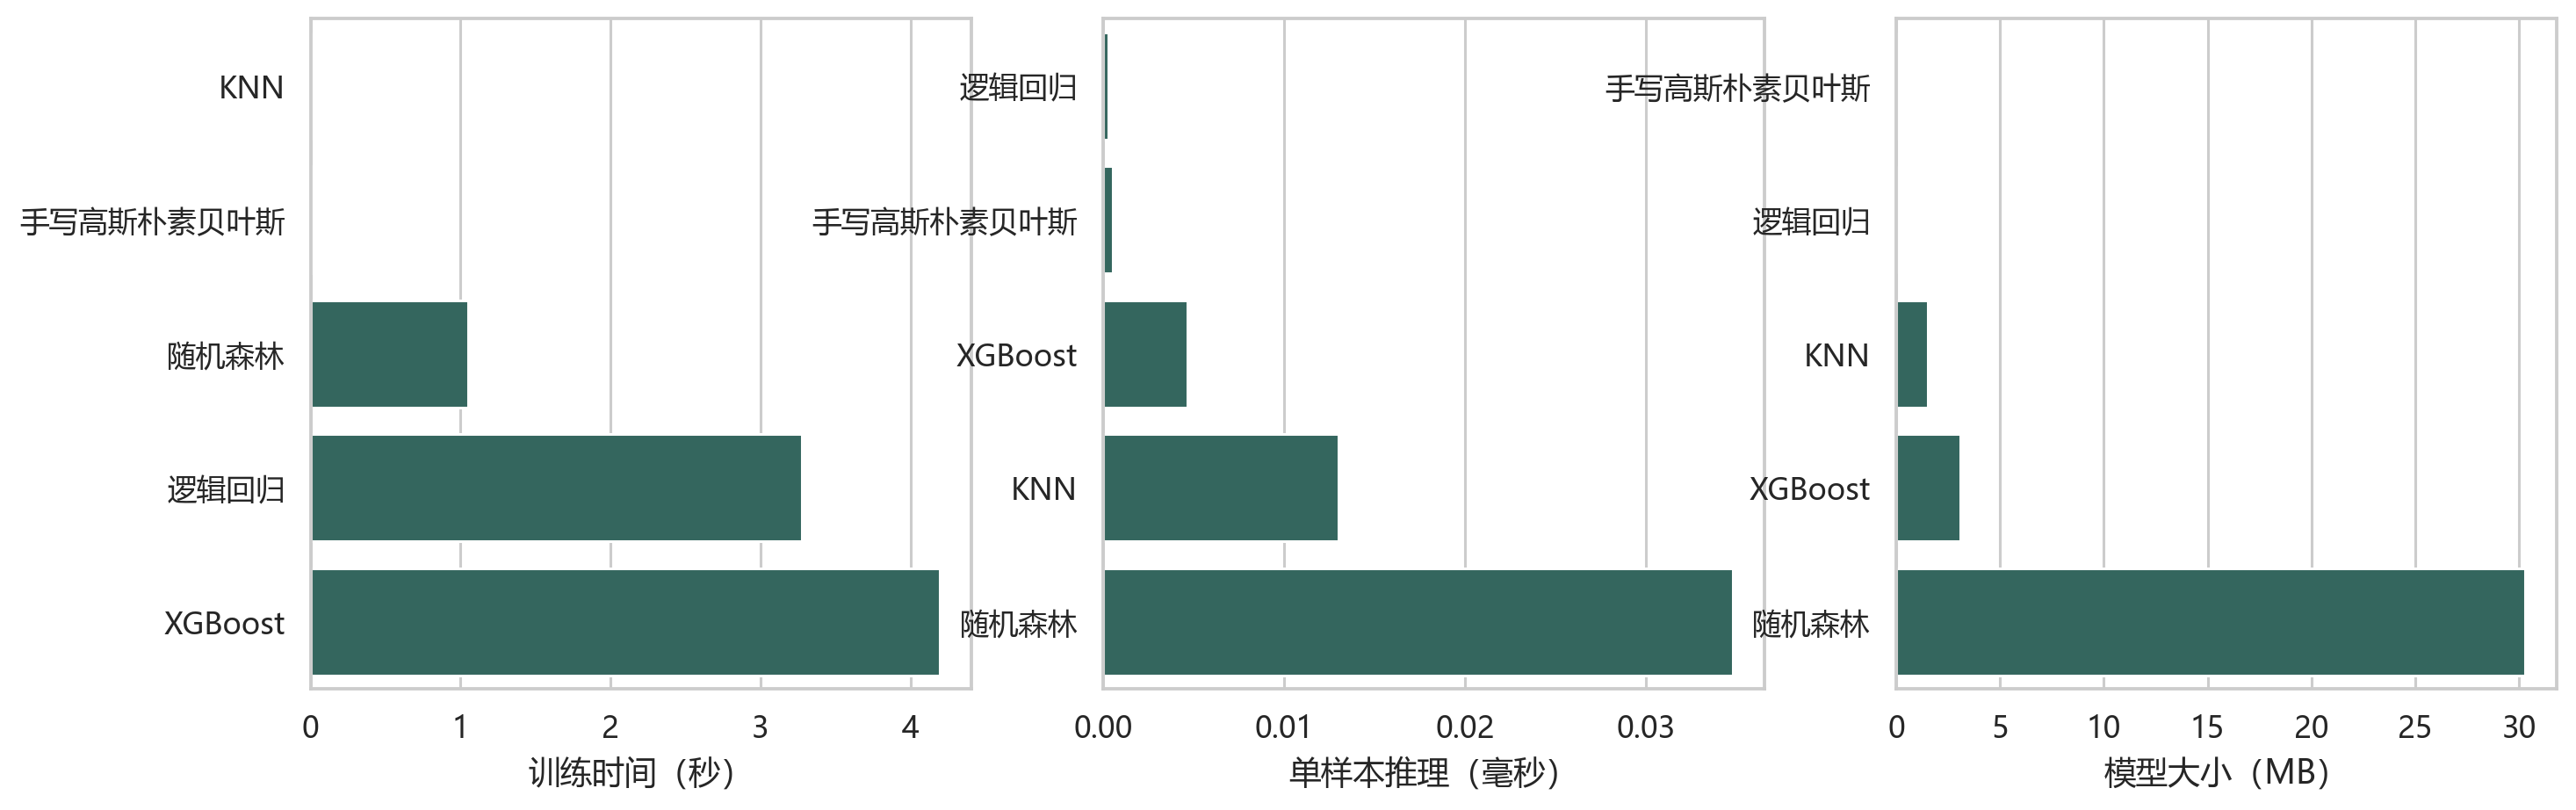 KNN
手写高斯朴素贝叶斯
随机森林
逻辑回归
XGBoost
0 1 2 3 4
训练时间（秒）
逻辑回归
手写高斯朴素贝叶斯
XGBoost
KNN
随机森林
0.00 0.01 0.02 0.03
单样本推理（毫秒）
手写高斯朴素贝叶斯
逻辑回归
KNN
XGBoost
随机森林
0 5 10 15 20 25 30
模型大小（MB）